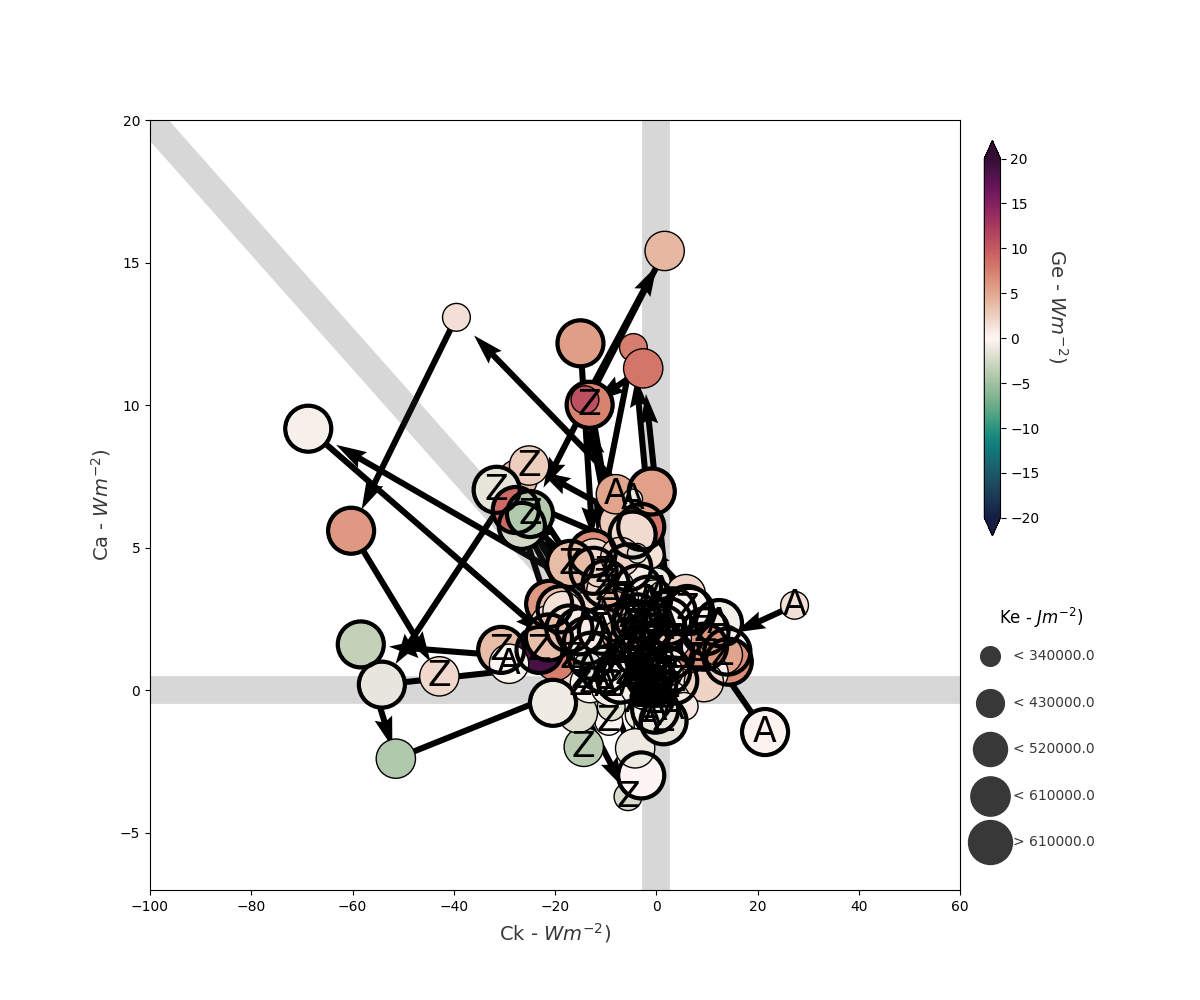 20
15
10
5
0
−5
−100
−80
−60
−40
−20
0
20
40
60
Ck - Wm⁻²)
Ca - Wm⁻²)
A
A
A
A
A
Z
Z
Z
Z
Z
Z
Z
Z
Z
Z
Z
20
15
10
5
0
−5
−10
−15
−20
Ge - Wm⁻²)
Ke - Jm⁻²)
< 340000.0
< 430000.0
< 520000.0
< 610000.0
> 610000.0